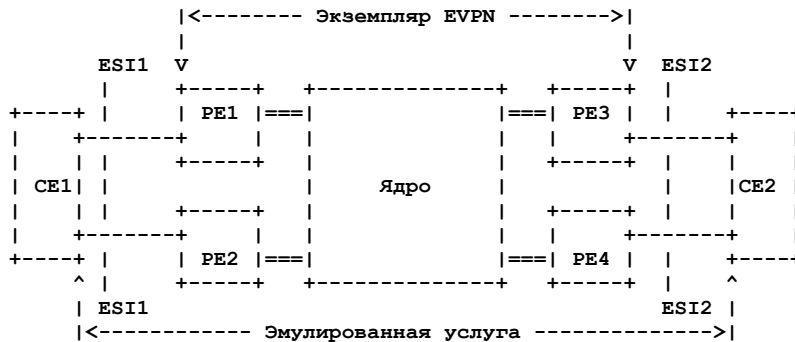 Экземпляр EVPN
ESI1 V V ESI2
PE1 PE3
CE1 Ядро CE2
PE2 PE4
ESI1 ESI2
Эмулированная услуга